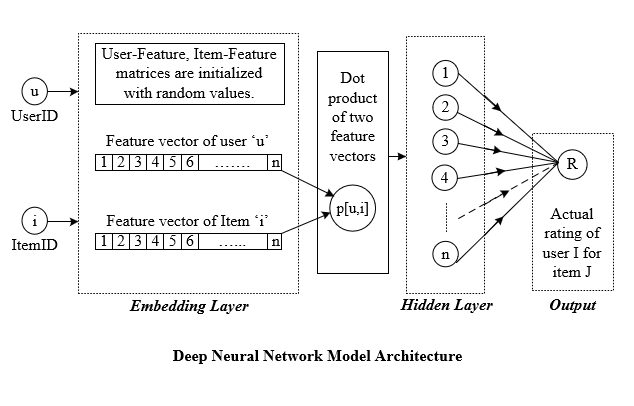 User-Feature, Item-Feature
matrices are initialized
with random values.
u
UserID
Feature vector of user ‘u’
1 2 3 4 5 6 ……. n
i
ItemID
Feature vector of Item ‘i’
1 2 3 4 5 6 …... n
Embedding Layer
Dot
product
of two
feature
vectors
p[u,i]
1
2
3
4
n
Hidden Layer
R
Actual
rating of
user I for
item J
Output
Deep Neural Network Model Architecture